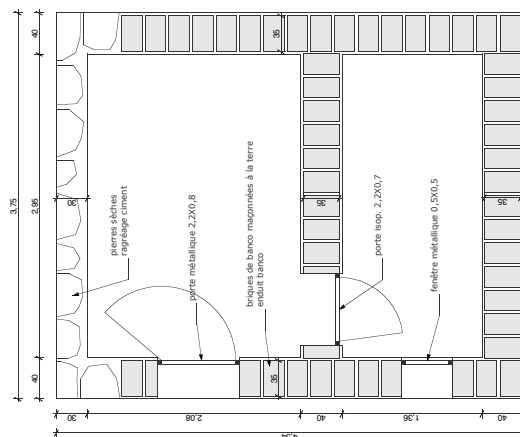 3,75
40
2,95
40
35
30
35
35
pierres sèches
ragréage ciment
porte métallique 2,2X0,8
briques de banco maçonnées à la terre
enduit banco
porte isop. 2,2X0,7
fenêtre métallique 0,5X0,5
35
30
2,08
40
1,36
40